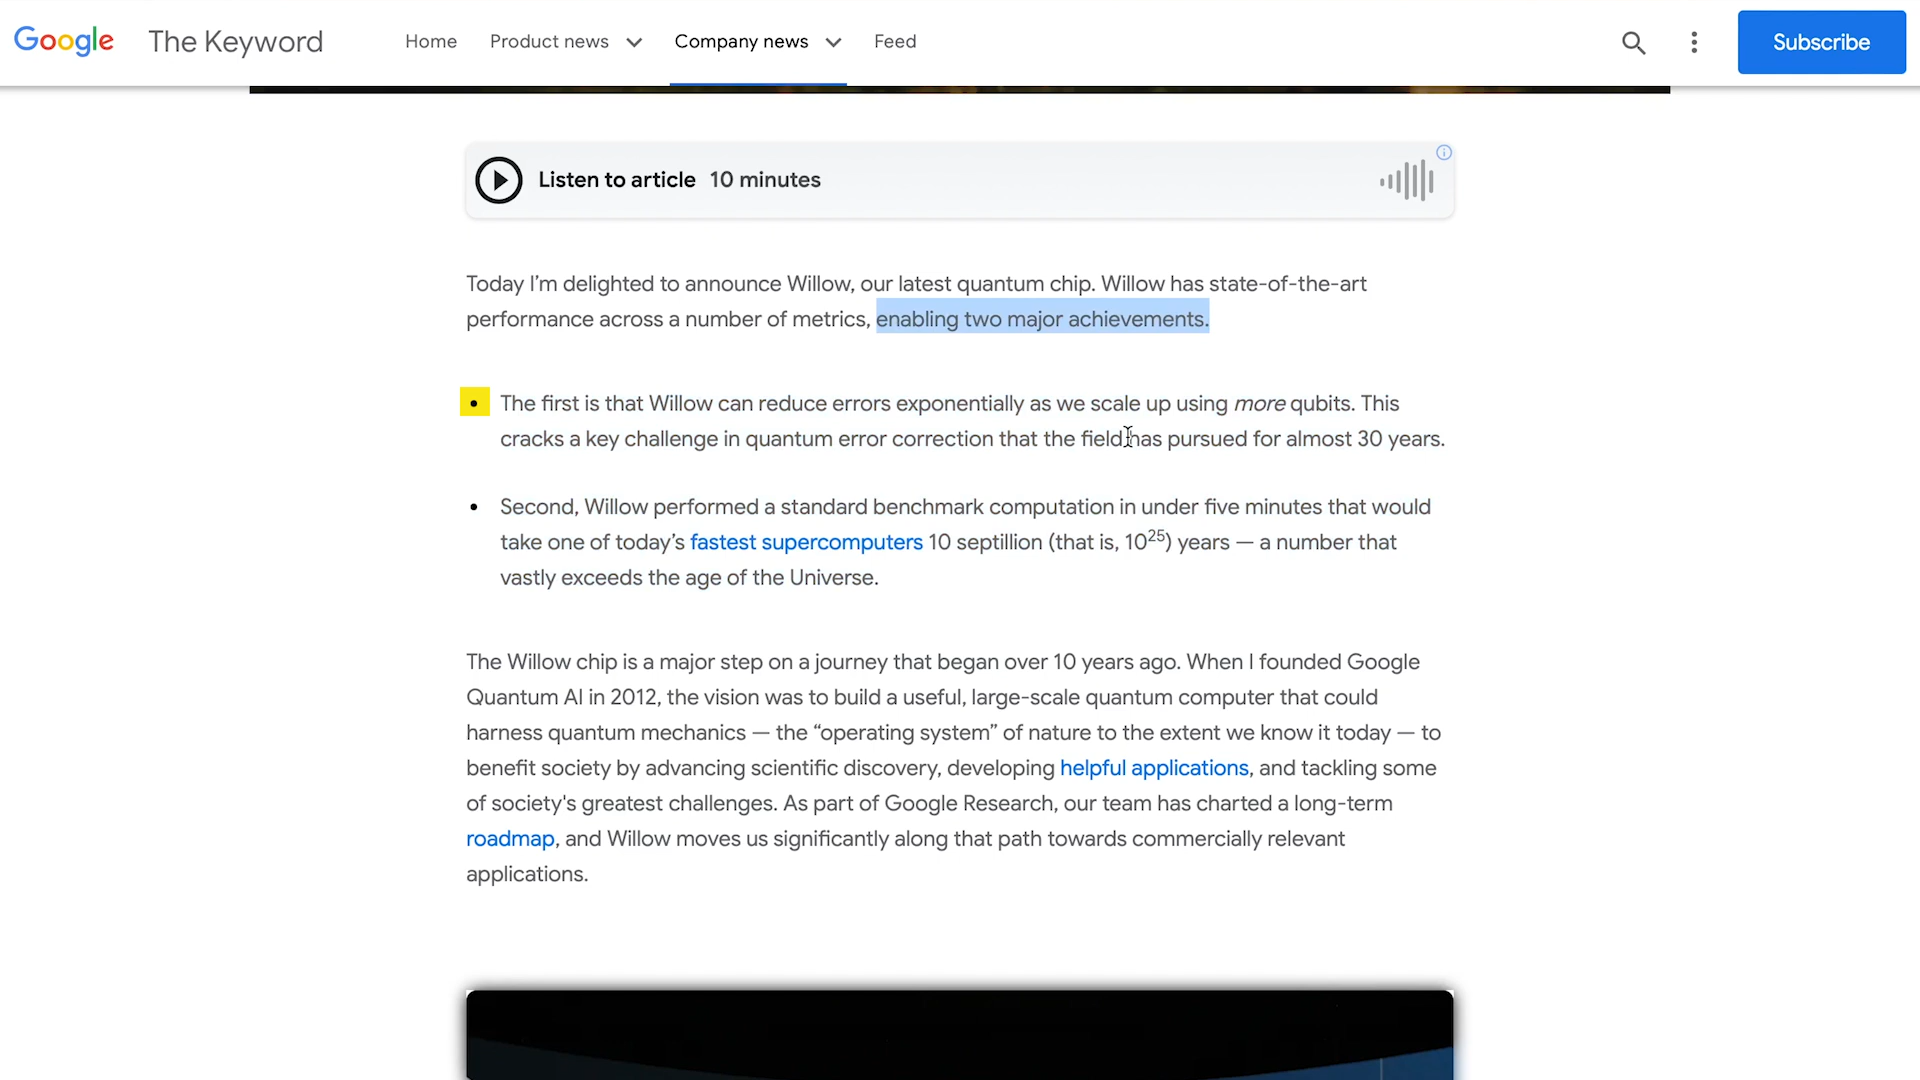 Google The Keyword Home Product news Company news Feed Subscribe
Listen to article 10 minutes
Today I'm delighted to announce Willow, our latest quantum chip. Willow has state-of-the-art
performance across a number of metrics, enabling two major achievements.
• The first is that Willow can reduce errors exponentially as we scale up using more qubits. This
cracks a key challenge in quantum error correction that the field has pursued for almost 30 years.
• Second, Willow performed a standard benchmark computation in under five minutes that would
take one of today's fastest supercomputers 10 septillion (that is, 10²⁵) years — a number that
vastly exceeds the age of the Universe.
The Willow chip is a major step on a journey that began over 10 years ago. When I founded Google
Quantum AI in 2012, the vision was to build a useful, large-scale quantum computer that could
harness quantum mechanics — the “operating system” of nature to the extent we know it today — to
benefit society by advancing scientific discovery, developing helpful applications, and tackling some
of society's greatest challenges. As part of Google Research, our team has charted a long-term
roadmap, and Willow moves us significantly along that path towards commercially relevant
applications.